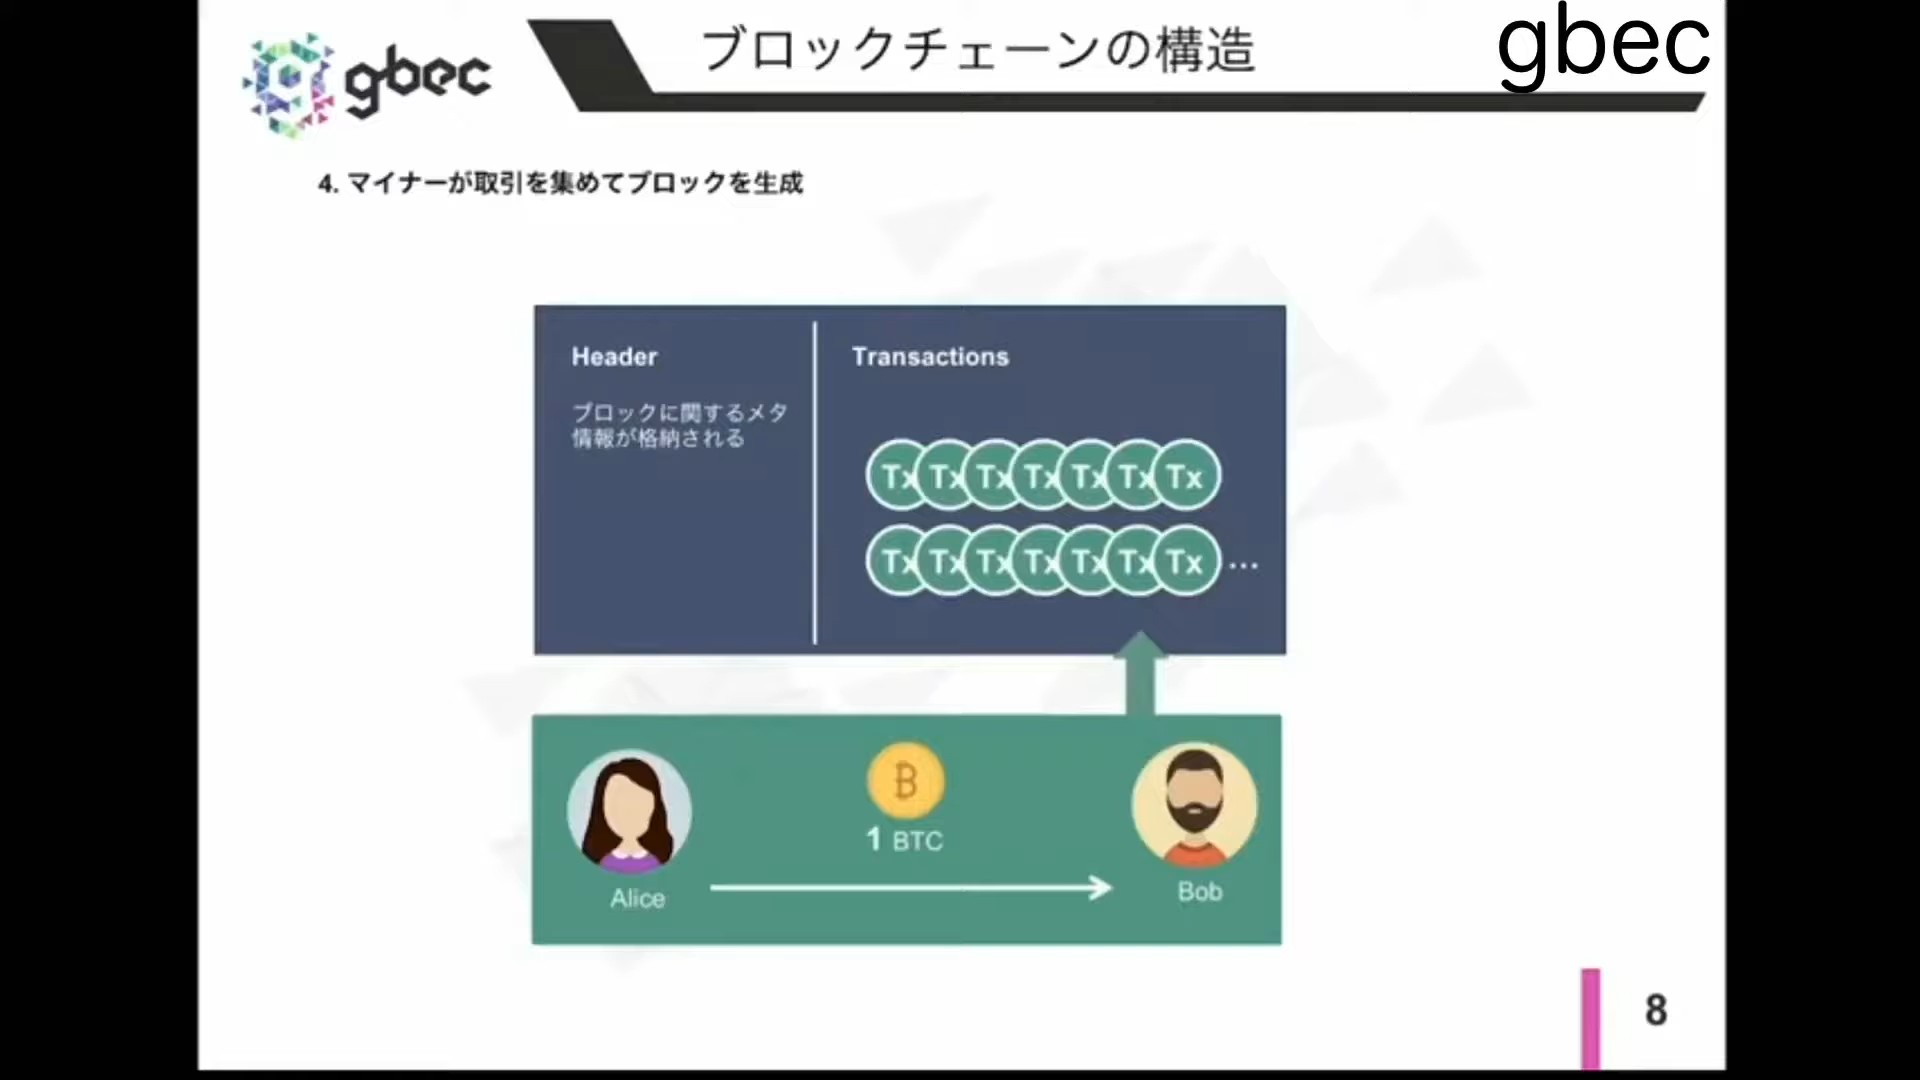 gbec
ブロックチェーンの構造
gbec
4. マイナーが取引を集めてブロックを生成
Header
Transactions
ブロックに関するメタ
情報が格納される
Tx Tx Tx Tx Tx Tx Tx
Tx Tx Tx Tx Tx Tx Tx ...
1 BTC
Alice
Bob
8